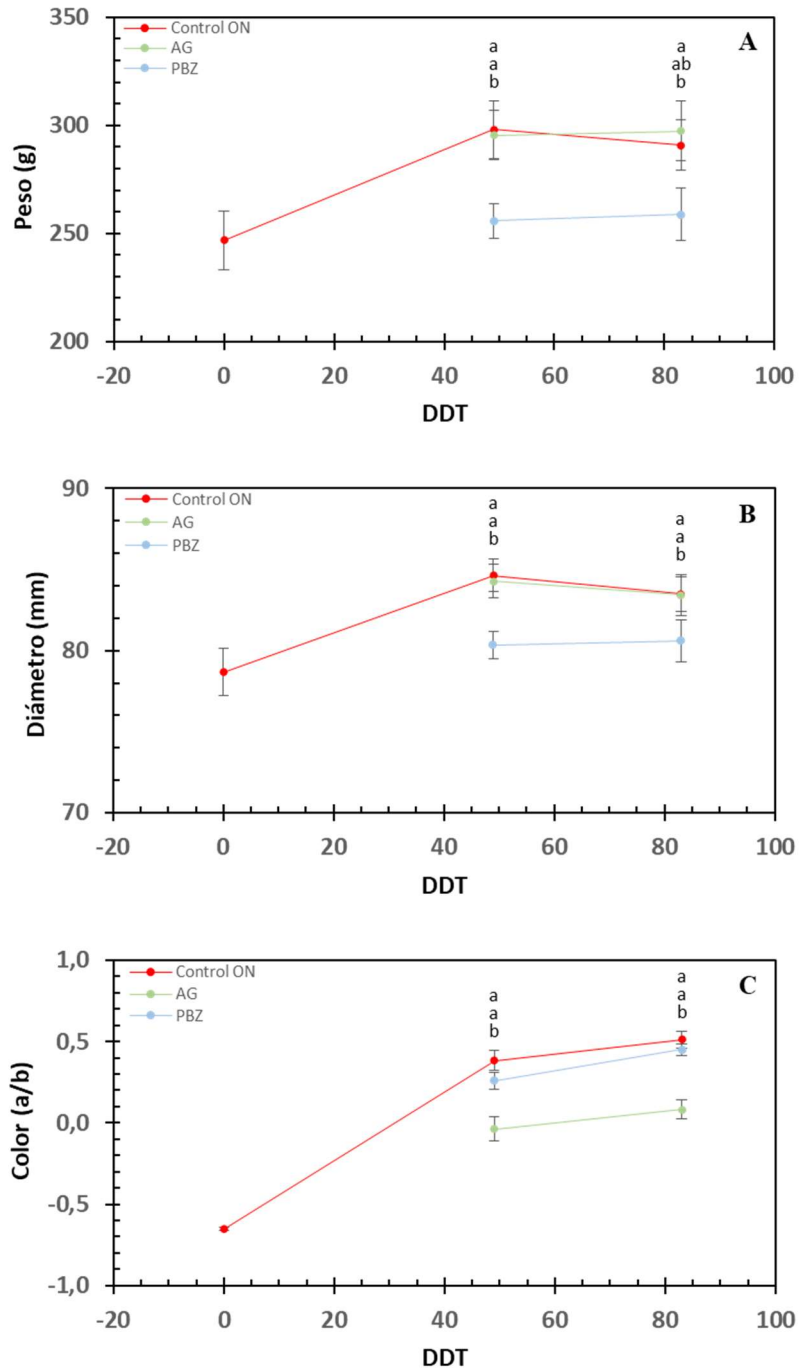 350
300
250
200
Peso (g)
Control ON
AG
PBZ
A
a
a
b
a
ab
b
-20
0
20
40
60
80
100
DDT
90
80
70
Diámetro (mm)
Control ON
AG
PBZ
B
a
a
b
a
a
b
-20
0
20
40
60
80
100
DDT
1,0
0,5
0,0
-0,5
-1,0
Color (a/b)
Control ON
AG
PBZ
C
a
a
b
a
a
b
-20
0
20
40
60
80
100
DDT